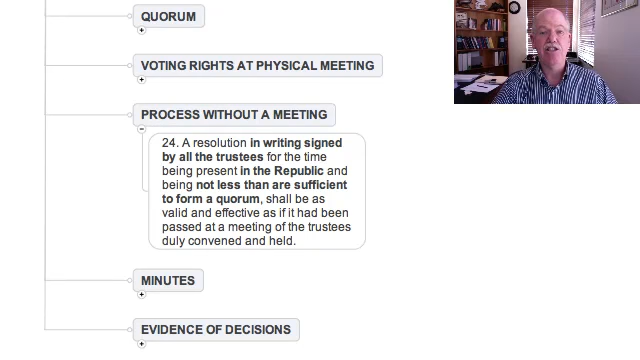 QUORUM
VOTING RIGHTS AT PHYSICAL MEETING
PROCESS WITHOUT A MEETING
24. A resolution in writing signed
by all the trustees for the time
being present in the Republic and
being not less than are sufficient
to form a quorum, shall be as
valid and effective as if it had been
passed at a meeting of the trustees
duly convened and held.
MINUTES
EVIDENCE OF DECISIONS